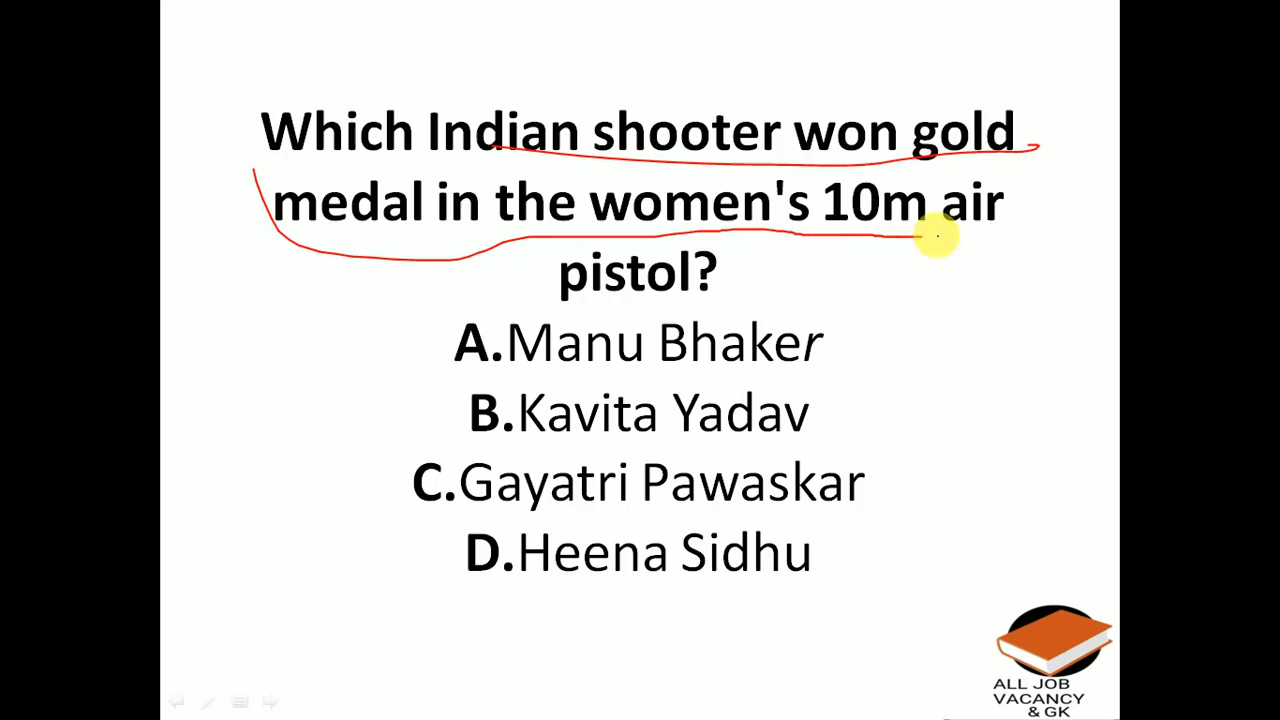 Which Indian shooter won gold
medal in the women's 10m air
pistol?
A.Manu Bhaker
B.Kavita Yadav
C.Gayatri Pawaskar
D.Heena Sidhu
ALL JOB
VACANCY
& GK